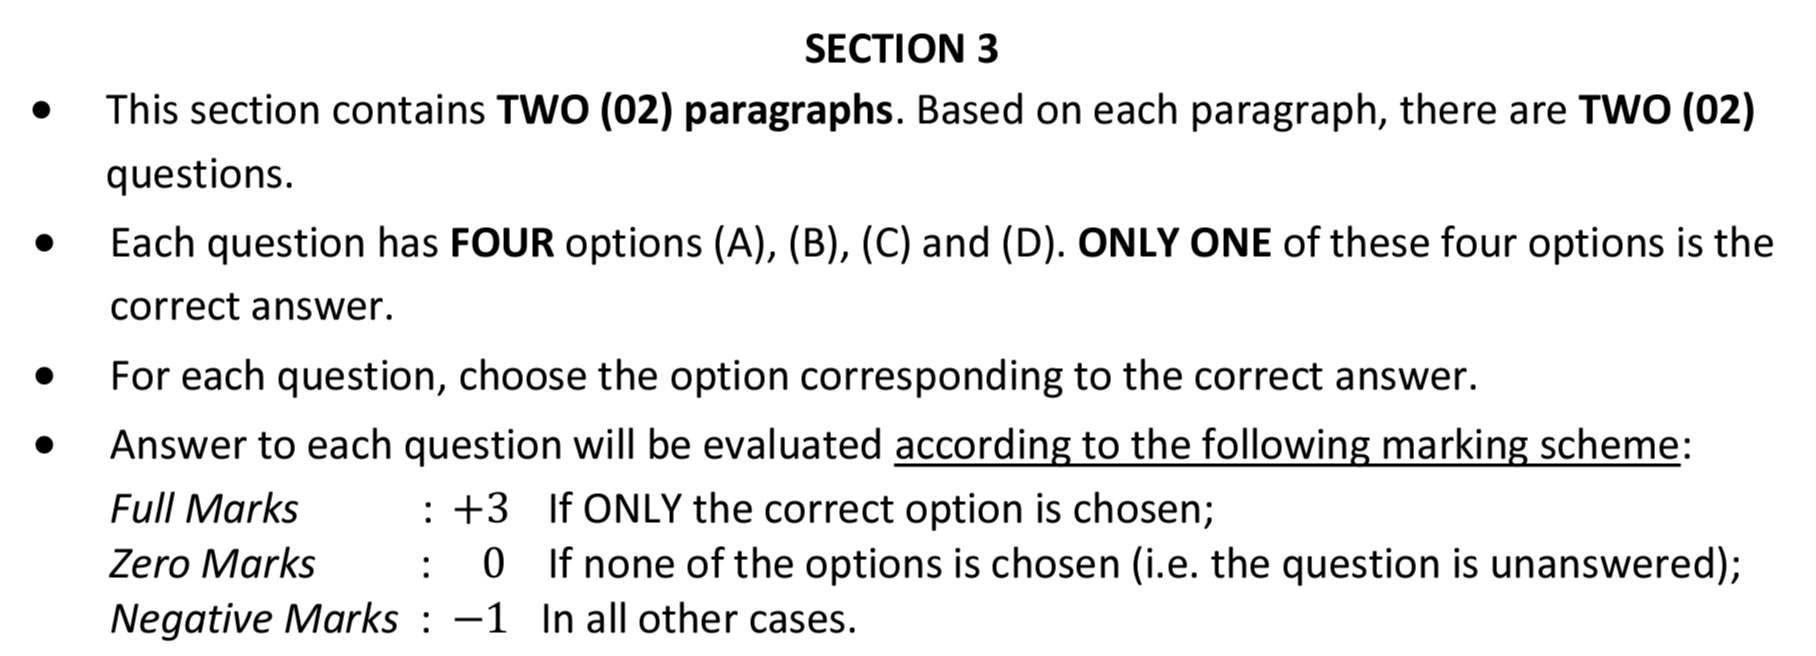 SECTION 3
• This section contains TWO (02) paragraphs. Based on each paragraph, there are TWO (02)
questions.
• Each question has FOUR options (A), (B), (C) and (D). ONLY ONE of these four options is the
correct answer.
• For each question, choose the option corresponding to the correct answer.
• Answer to each question will be evaluated according to the following marking scheme:
Full Marks : +3 If ONLY the correct option is chosen;
Zero Marks : 0 If none of the options is chosen (i.e. the question is unanswered);
Negative Marks : −1 In all other cases.